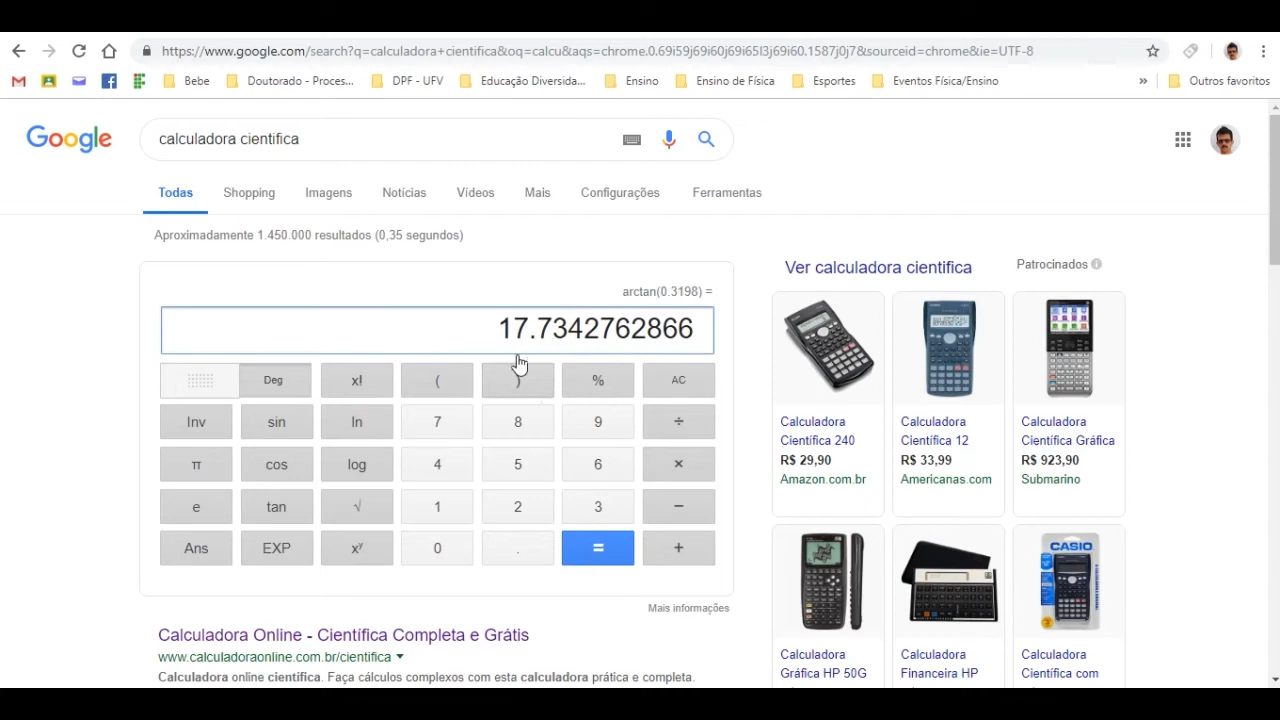 https://www.google.com/search?q=calculadora+cientifica&oq=calcu&aqs=chrome.0.69i59j69i60j69i65l3j69i60.1587j0j7&sourceid=chrome&ie=UTF-8
Bebe Doutorado - Proces... DPF - UFV Educação Diversida... Ensino Ensino de Física Esportes Eventos Física/Ensino » Outros favoritos
Google calculadora cientifica
Todas Shopping Imagens Notícias Vídeos Mais Configurações Ferramentas
Aproximadamente 1.450.000 resultados (0,35 segundos)
arctan(0.3198) =
17.7342762866
Deg x! ( ) % AC
Inv sin ln 7 8 9 ÷
π cos log 4 5 6 ×
e tan √ 1 2 3 −
Ans EXP xʸ 0 . = +
Mais informações
Calculadora Online - Científica Completa e Grátis
www.calculadoraonline.com.br/cientifica
Calculadora online cientifica. Faça cálculos complexos com esta calculadora prática e completa.
Ver calculadora cientifica
Patrocinados
Calculadora
Científica 240
R$ 29,90
Amazon.com.br
Calculadora
Científica 12
R$ 33,99
Americanas.com
Calculadora
Científica Gráfica
R$ 923,90
Submarino
CASIO
Calculadora
Gráfica HP 50G
Calculadora
Financeira HP
Calculadora
Científica com